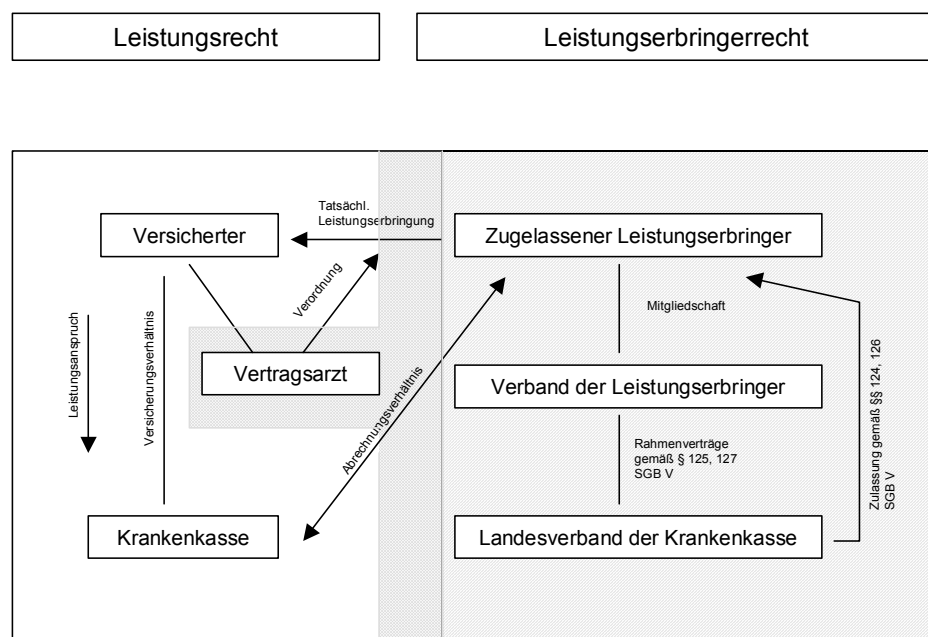 Leistungsrecht
Leistungserbringerrecht
Tatsächl.
Leistungserbringung
Versicherter
Zugelassener Leistungserbringer
Verordnung
Mitgliedschaft
Leistungsanspruch
Versicherungsverhältnis
Vertragsarzt
Abrechnungsverhältnis
Verband der Leistungserbringer
Zulassung gemäß §§ 124, 126
SGB V
Rahmenverträge
gemäß § 125, 127
SGB V
Krankenkasse
Landesverband der Krankenkasse